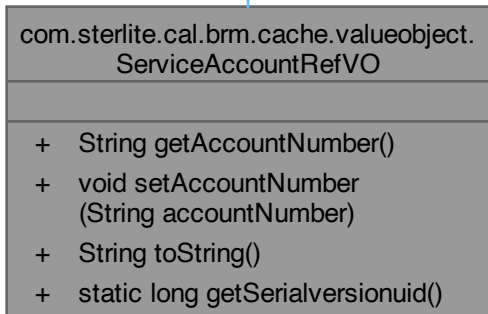 com.sterlite.cal.brm.cache.valueobject.
ServiceAccountRefVO
+ String getAccountNumber()
+ void setAccountNumber
(String accountNumber)
+ String toString()
+ static long getSerialversionuid()